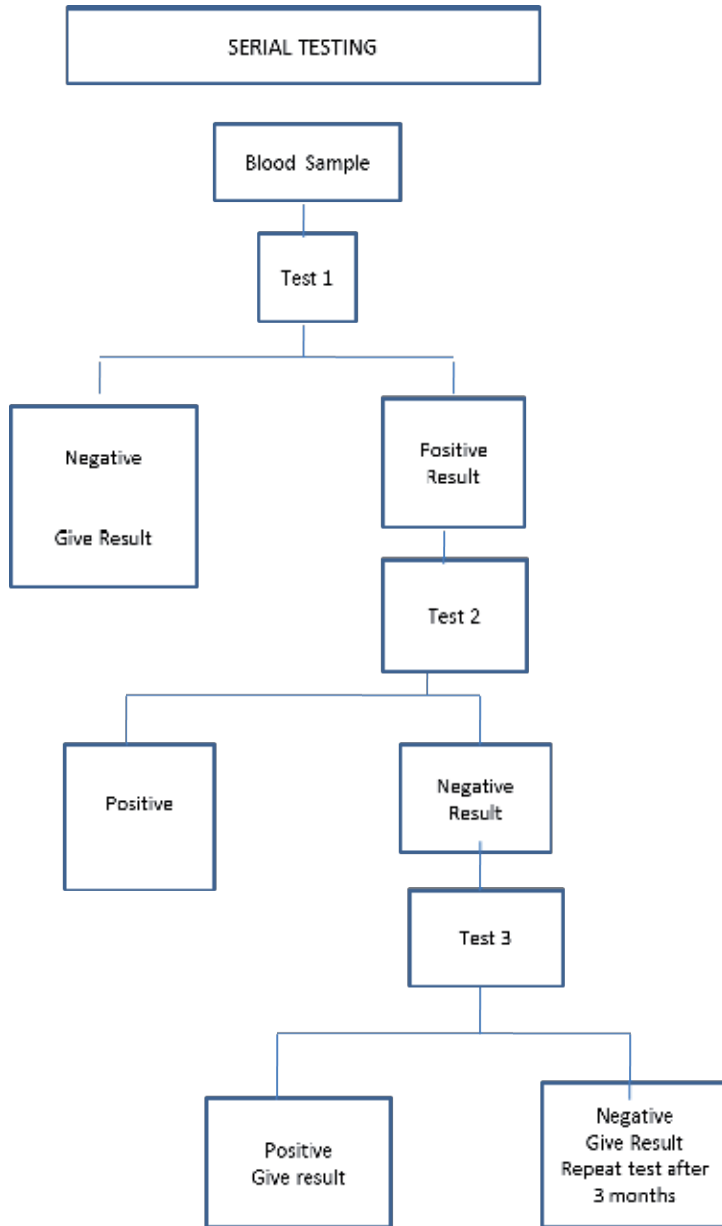 SERIAL TESTING
Blood Sample
Test 1
Negative
Give Result
Positive
Result
Test 2
Positive
Negative
Result
Test 3
Positive
Give result
Negative
Give Result
Repeat test after
3 months